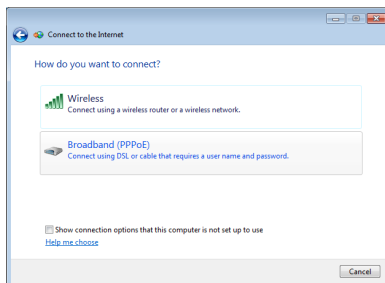 Connect to the Internet
How do you want to connect?
Wireless
Connect using a wireless router or a wireless network.
Broadband (PPPoE)
Connect using DSL or cable that requires a user name and password.
Show connection options that this computer is not set up to use
Help me choose
Cancel